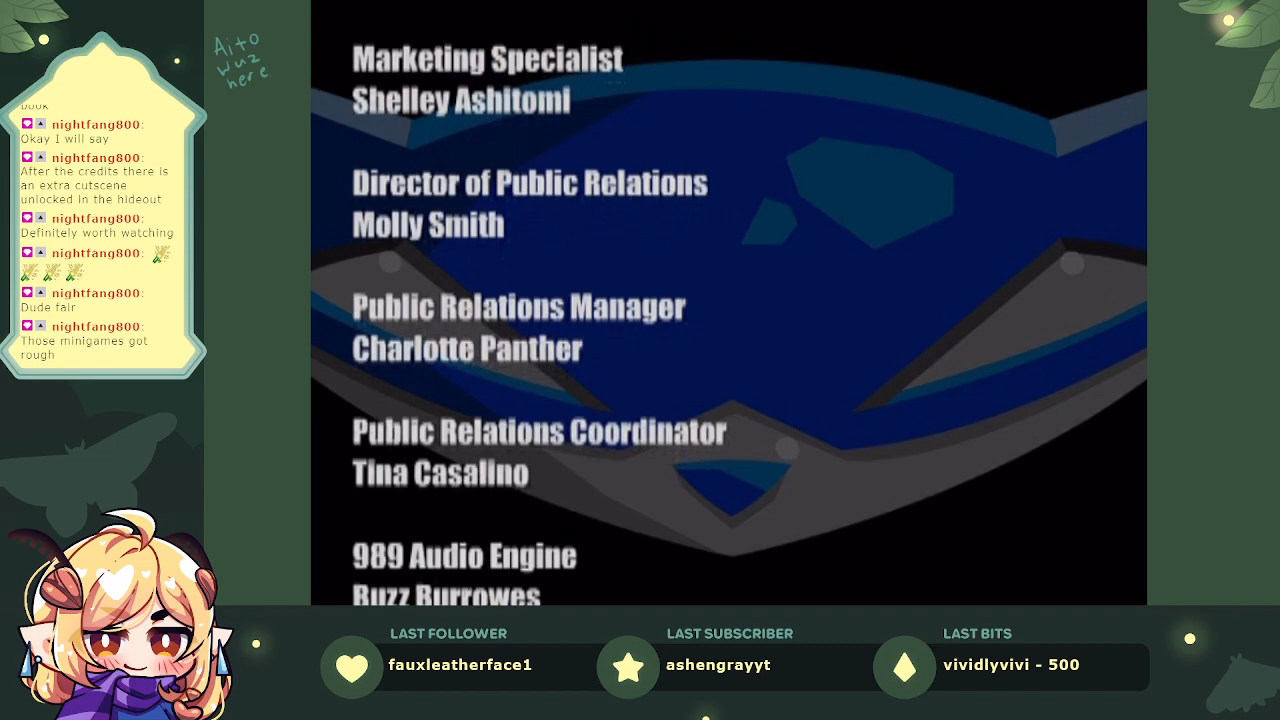 Aito
wuz
here
nightfang800:
Okay I will say
nightfang800:
After the credits there is
an extra cutscene
unlocked in the hideout
nightfang800:
Definitely worth watching
nightfang800:
nightfang800:
Dude fair
nightfang800:
Those minigames got
rough
Marketing Specialist
Shelley Ashitomi
Director of Public Relations
Molly Smith
Public Relations Manager
Charlotte Panther
Public Relations Coordinator
Tina Casalino
989 Audio Engine
Buzz Burrowes
LAST FOLLOWER
fauxleatherface1
LAST SUBSCRIBER
ashengrayyt
LAST BITS
vividlyvivi - 500